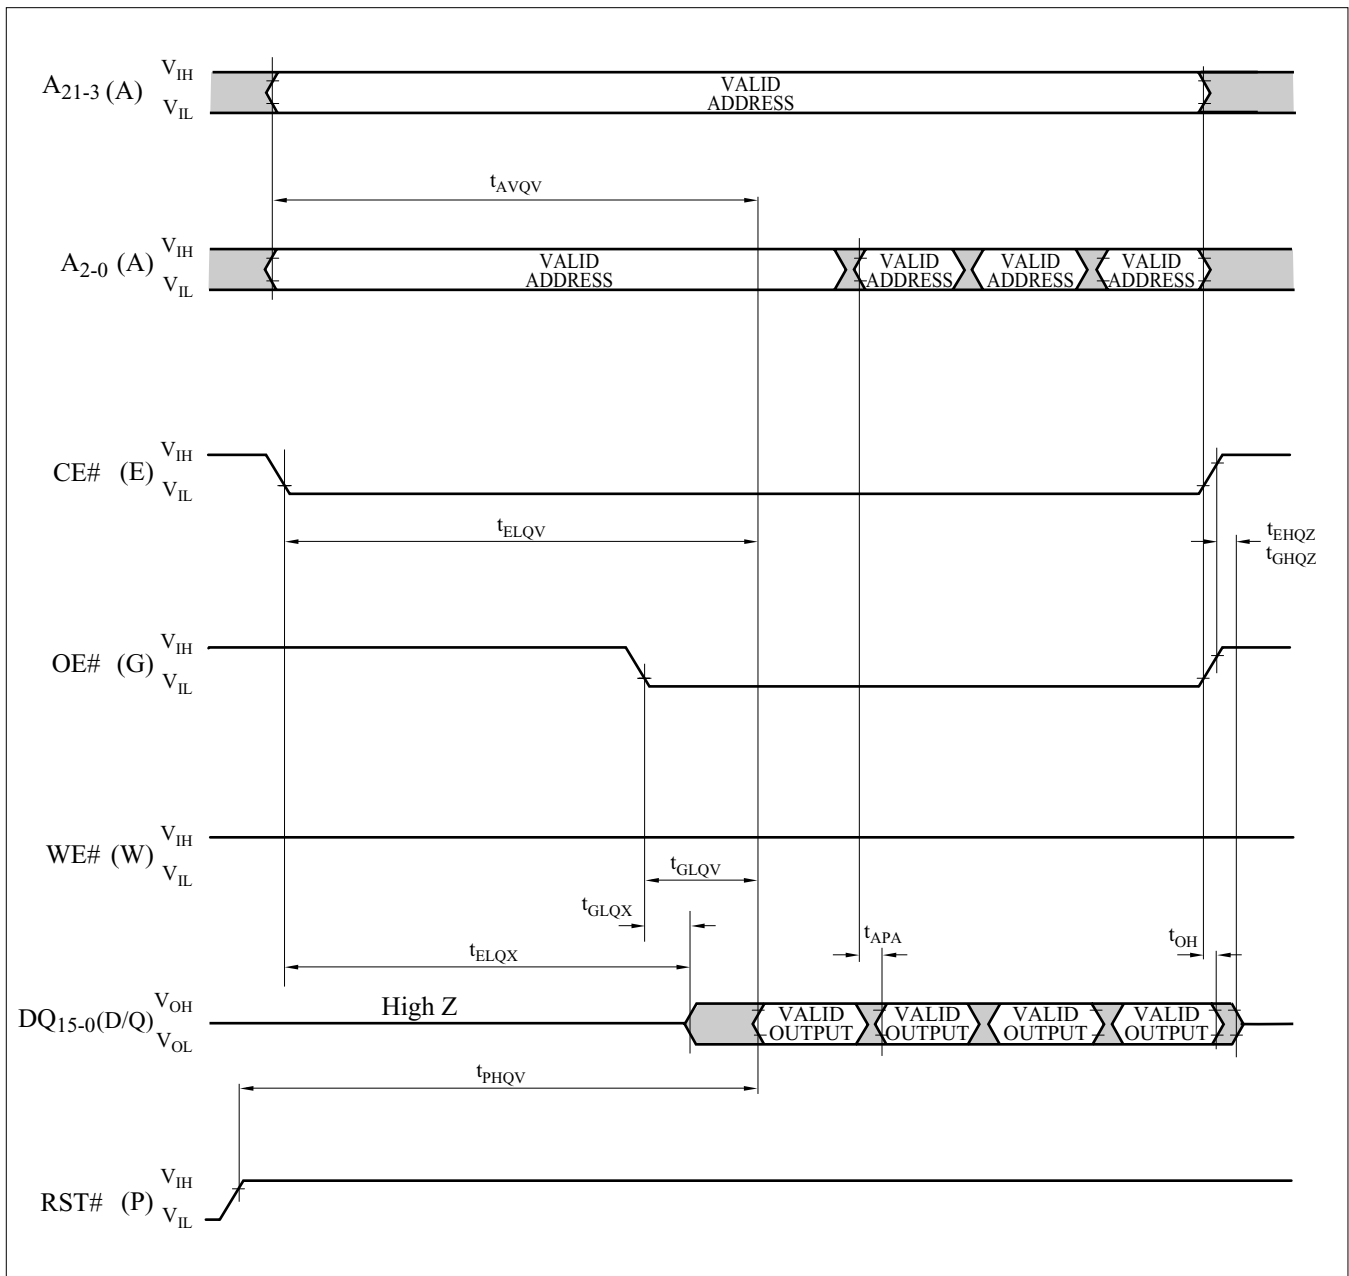 A21-3 (A)
VIH
VIL
VALID
ADDRESS
tAVQV
A2-0 (A)
VIH
VIL
VALID
ADDRESS
VALID
ADDRESS
VALID
ADDRESS
VALID
ADDRESS
CE# (E)
VIH
VIL
tELQV
tEHQZ
tGHQZ
OE# (G)
VIH
VIL
WE# (W)
VIH
VIL
tGLQV
tGLQX
tELQX
tAPA
tOH
DQ15-0(D/Q)
VOH
VOL
High Z
VALID
OUTPUT
VALID
OUTPUT
VALID
OUTPUT
VALID
OUTPUT
tPHQV
RST# (P)
VIH
VIL